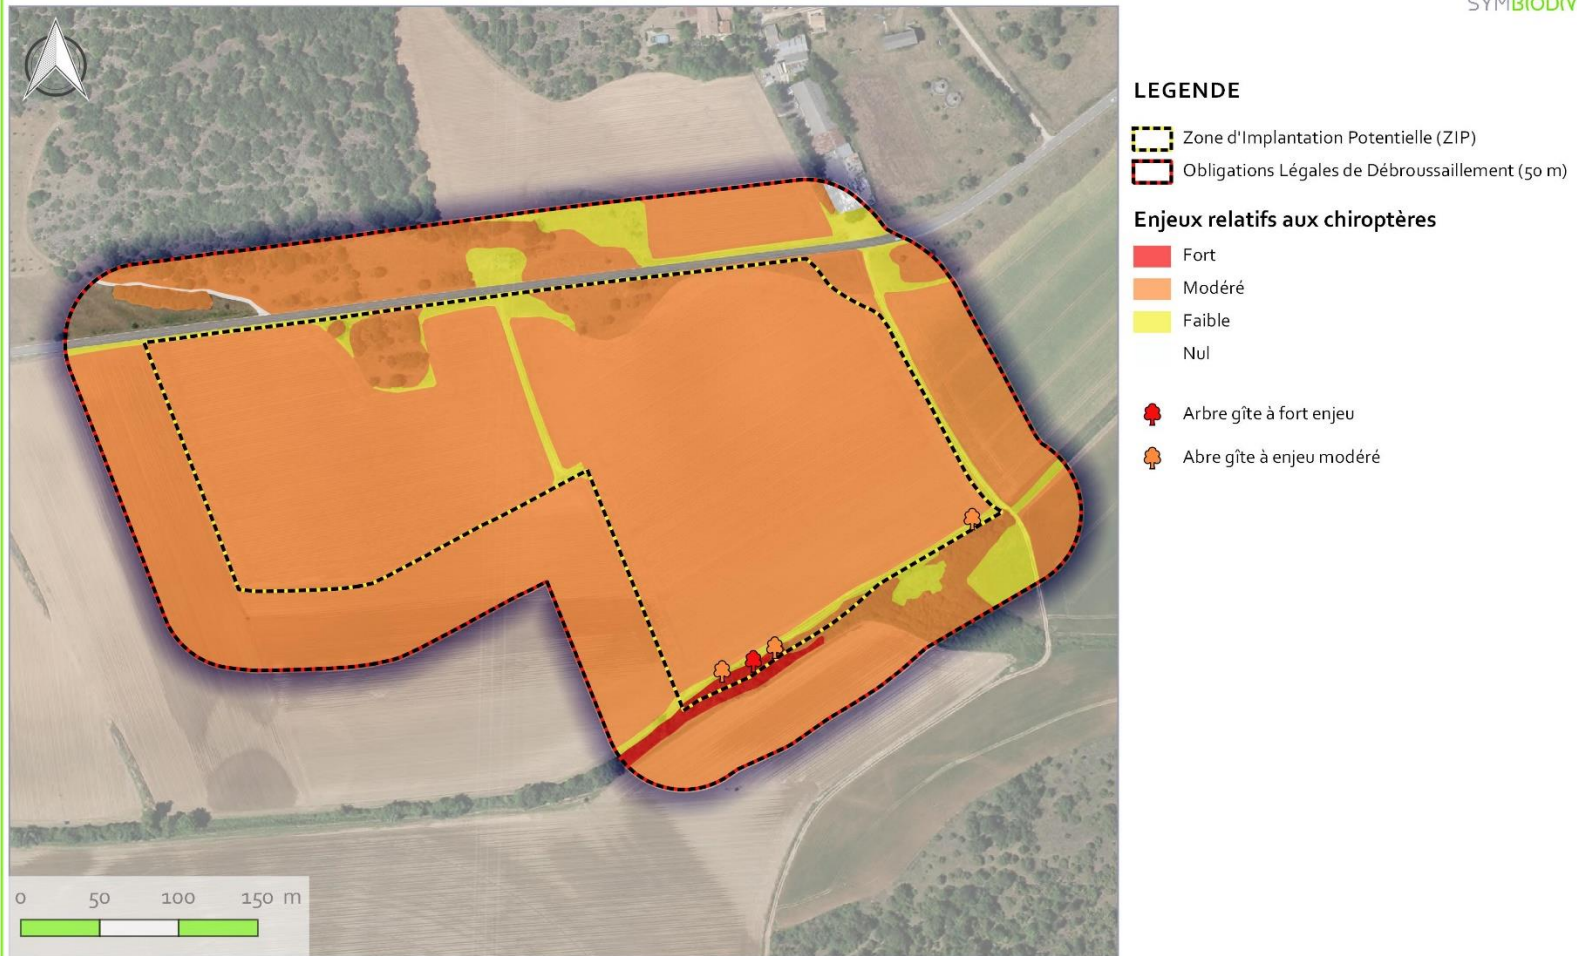 SYMBIODIV
LEGENDE
Zone d'Implantation Potentielle (ZIP)
Obligations Légales de Débroussaillement (50 m)
Enjeux relatifs aux chiroptères
Fort
Modéré
Faible
Nul
Arbre gîte à fort enjeu
Abre gîte à enjeu modéré
0 50 100 150 m